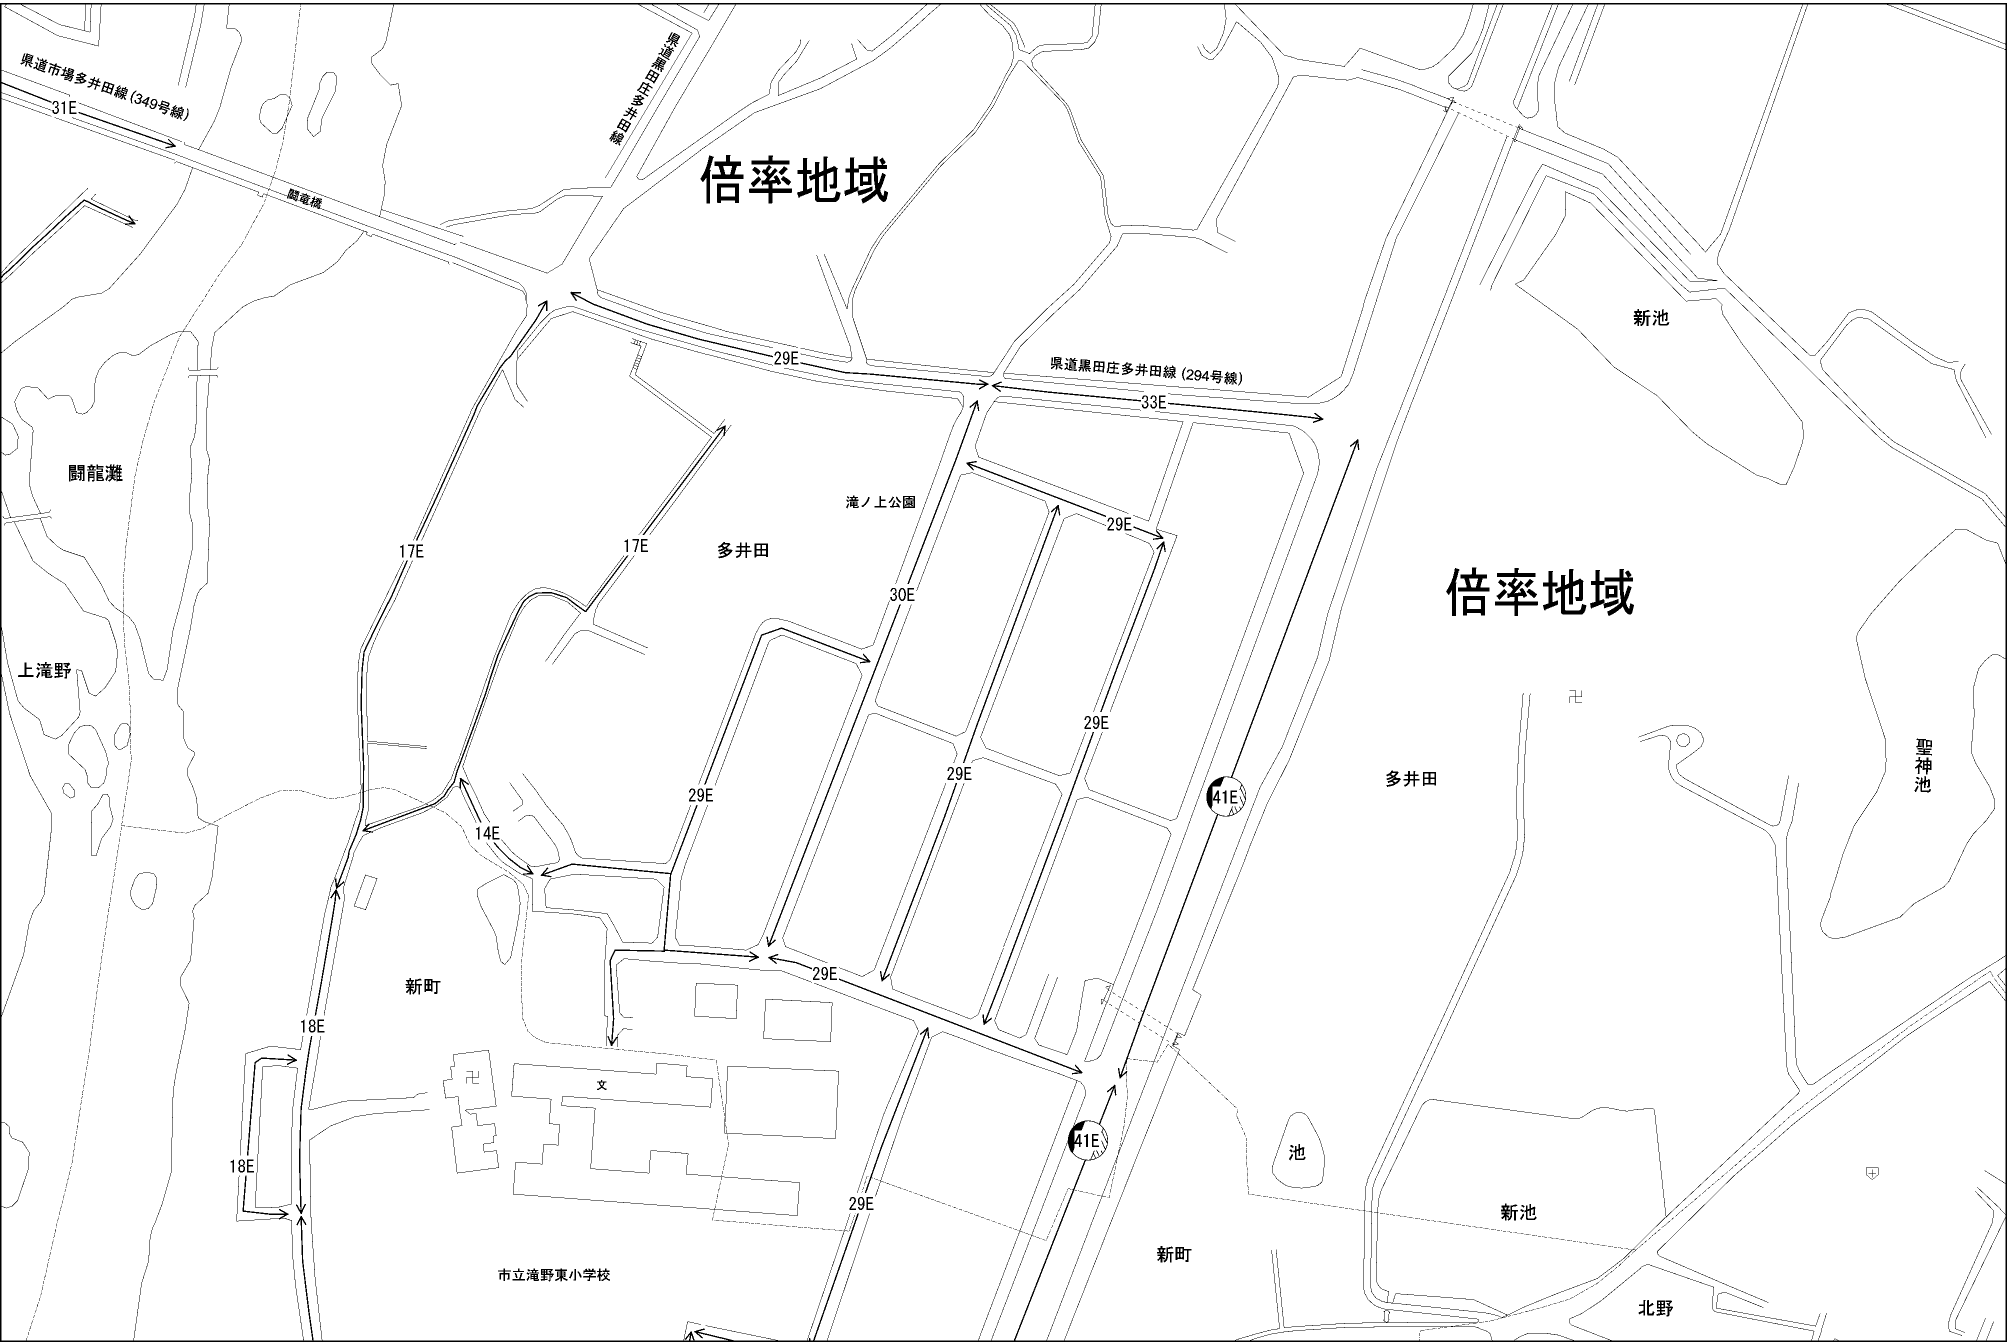 県道市場多井田線(349号線)
31E
県道黒田庄多井田線
倍率地域
闘竜橋
29E
県道黒田庄多井田線(294号線)
33E
新池
闘龍灘
17E
17E
多井田
滝ノ上公園
29E
30E
倍率地域
上滝野
29E
29E
29E
14E
41E
多井田
聖神池
新町
29E
18E
文
18E
41E
池
29E
新池
新町
市立滝野東小学校
北野